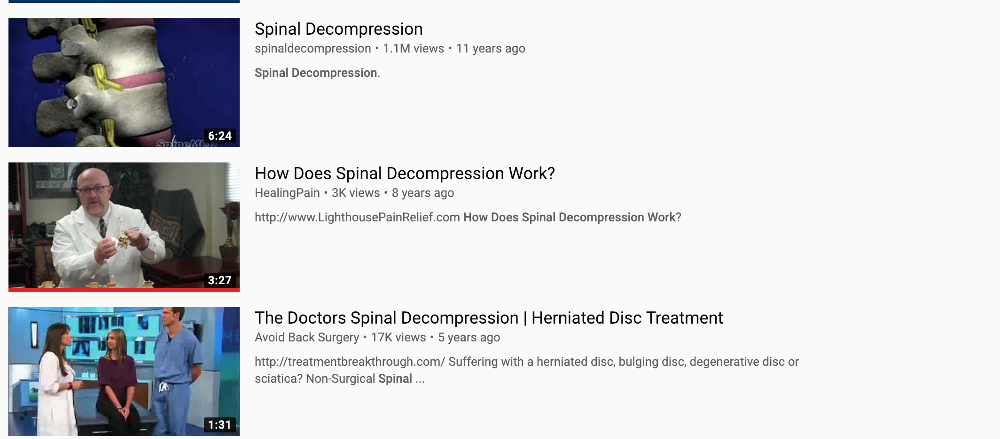 Spinal Decompression
spinaldecompression • 1.1M views • 11 years ago
Spinal Decompression.
SpineMED
6:24
How Does Spinal Decompression Work?
HealingPain • 3K views • 8 years ago
http://www.LighthousePainRelief.com How Does Spinal Decompression Work?
3:27
The Doctors Spinal Decompression | Herniated Disc Treatment
Avoid Back Surgery • 17K views • 5 years ago
http://treatmentbreakthrough.com/ Suffering with a herniated disc, bulging disc, degenerative disc or
sciatica? Non-Surgical Spinal ...
1:31